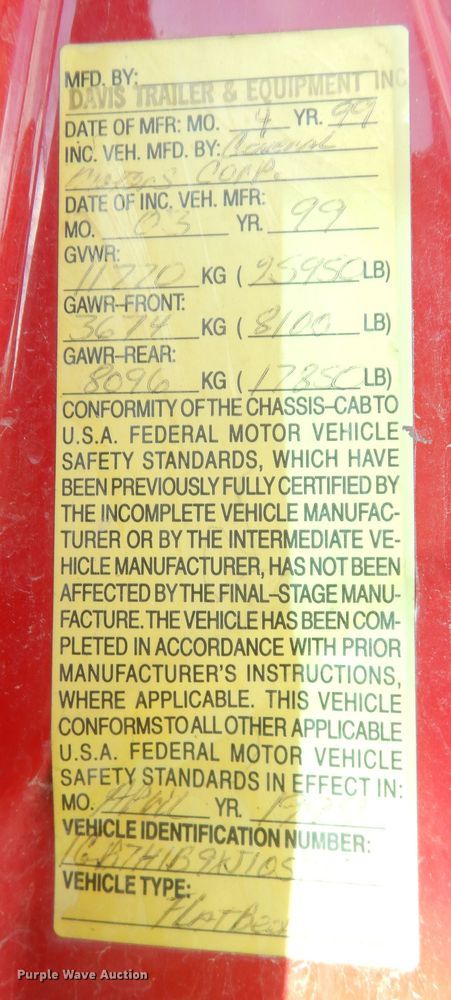 MFD. BY:
DAVIS TRAILER & EQUIPMENT INC
DATE OF MFR: MO. 4 YR. 99
INC. VEH. MFD. BY: General
Motors Corp.
DATE OF INC. VEH. MFR:
MO. 03 YR. 99
GVWR:
11770 KG ( 25950 LB)
GAWR-FRONT:
3674 KG ( 8100 LB)
GAWR-REAR:
8096 KG ( 17850 LB)
CONFORMITY OF THE CHASSIS-CAB TO
U.S.A. FEDERAL MOTOR VEHICLE
SAFETY STANDARDS, WHICH HAVE
BEEN PREVIOUSLY FULLY CERTIFIED BY
THE INCOMPLETE VEHICLE MANUFAC-
TURER OR BY THE INTERMEDIATE VE-
HICLE MANUFACTURER, HAS NOT BEEN
AFFECTED BY THE FINAL-STAGE MANU-
FACTURE. THE VEHICLE HAS BEEN COM-
PLETED IN ACCORDANCE WITH PRIOR
MANUFACTURER'S INSTRUCTIONS,
WHERE APPLICABLE. THIS VEHICLE
CONFORMS TO ALL OTHER APPLICABLE
U.S.A. FEDERAL MOTOR VEHICLE
SAFETY STANDARDS IN EFFECT IN:
MO. April YR.
VEHICLE IDENTIFICATION NUMBER:
VEHICLE TYPE:
FlatBed
Purple Wave Auction